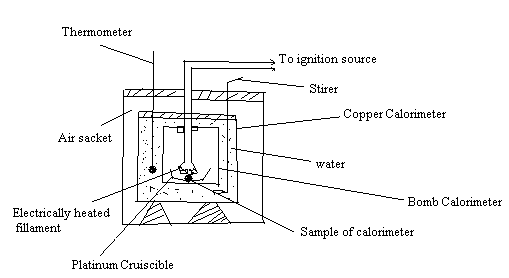 Thermometer
To ignition source
Stirer
Copper Calorimeter
Air sacket
water
Bomb Calorimeter
Electrically heated
fillament
Sample of calorimeter
Platinum Cruiscible